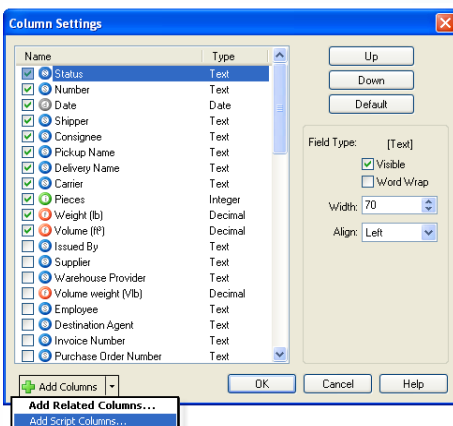 Column Settings
Name Type
Status Text
Number Text
Date Date
Shipper Text
Consignee Text
Pickup Name Text
Delivery Name Text
Carrier Text
Pieces Integer
Weight (lb) Decimal
Volume (ft³) Decimal
Issued By Text
Supplier Text
Warehouse Provider Text
Volume weight (Vlb) Decimal
Employee Text
Destination Agent Text
Invoice Number Text
Purchase Order Number Text
Up
Down
Default
Field Type: [Text]
Visible
Word Wrap
Width: 70
Align: Left
Add Columns
OK
Cancel
Help
Add Related Columns...
Add Script Columns...